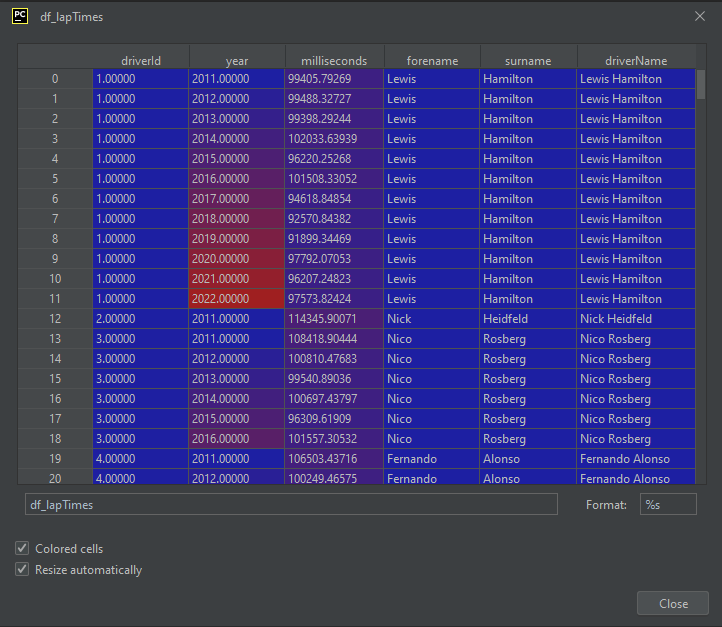 PC df_lapTimes
driverId year milliseconds forename surname driverName
0 1.00000 2011.00000 99405.79269 Lewis Hamilton Lewis Hamilton
1 1.00000 2012.00000 99488.32727 Lewis Hamilton Lewis Hamilton
2 1.00000 2013.00000 99398.29244 Lewis Hamilton Lewis Hamilton
3 1.00000 2014.00000 102033.63939 Lewis Hamilton Lewis Hamilton
4 1.00000 2015.00000 96220.25268 Lewis Hamilton Lewis Hamilton
5 1.00000 2016.00000 101508.33052 Lewis Hamilton Lewis Hamilton
6 1.00000 2017.00000 94618.84854 Lewis Hamilton Lewis Hamilton
7 1.00000 2018.00000 92570.84382 Lewis Hamilton Lewis Hamilton
8 1.00000 2019.00000 91899.34469 Lewis Hamilton Lewis Hamilton
9 1.00000 2020.00000 97792.07053 Lewis Hamilton Lewis Hamilton
10 1.00000 2021.00000 96207.24823 Lewis Hamilton Lewis Hamilton
11 1.00000 2022.00000 97573.82424 Lewis Hamilton Lewis Hamilton
12 2.00000 2011.00000 114345.90071 Nick Heidfeld Nick Heidfeld
13 3.00000 2011.00000 108418.90444 Nico Rosberg Nico Rosberg
14 3.00000 2012.00000 100810.47683 Nico Rosberg Nico Rosberg
15 3.00000 2013.00000 99540.89036 Nico Rosberg Nico Rosberg
16 3.00000 2014.00000 100697.43797 Nico Rosberg Nico Rosberg
17 3.00000 2015.00000 96309.61909 Nico Rosberg Nico Rosberg
18 3.00000 2016.00000 101557.30532 Nico Rosberg Nico Rosberg
19 4.00000 2011.00000 106503.43716 Fernando Alonso Fernando Alonso
20 4.00000 2012.00000 100249.46575 Fernando Alonso Fernando Alonso
df_lapTimes Format: %s
Colored cells
Resize automatically
Close